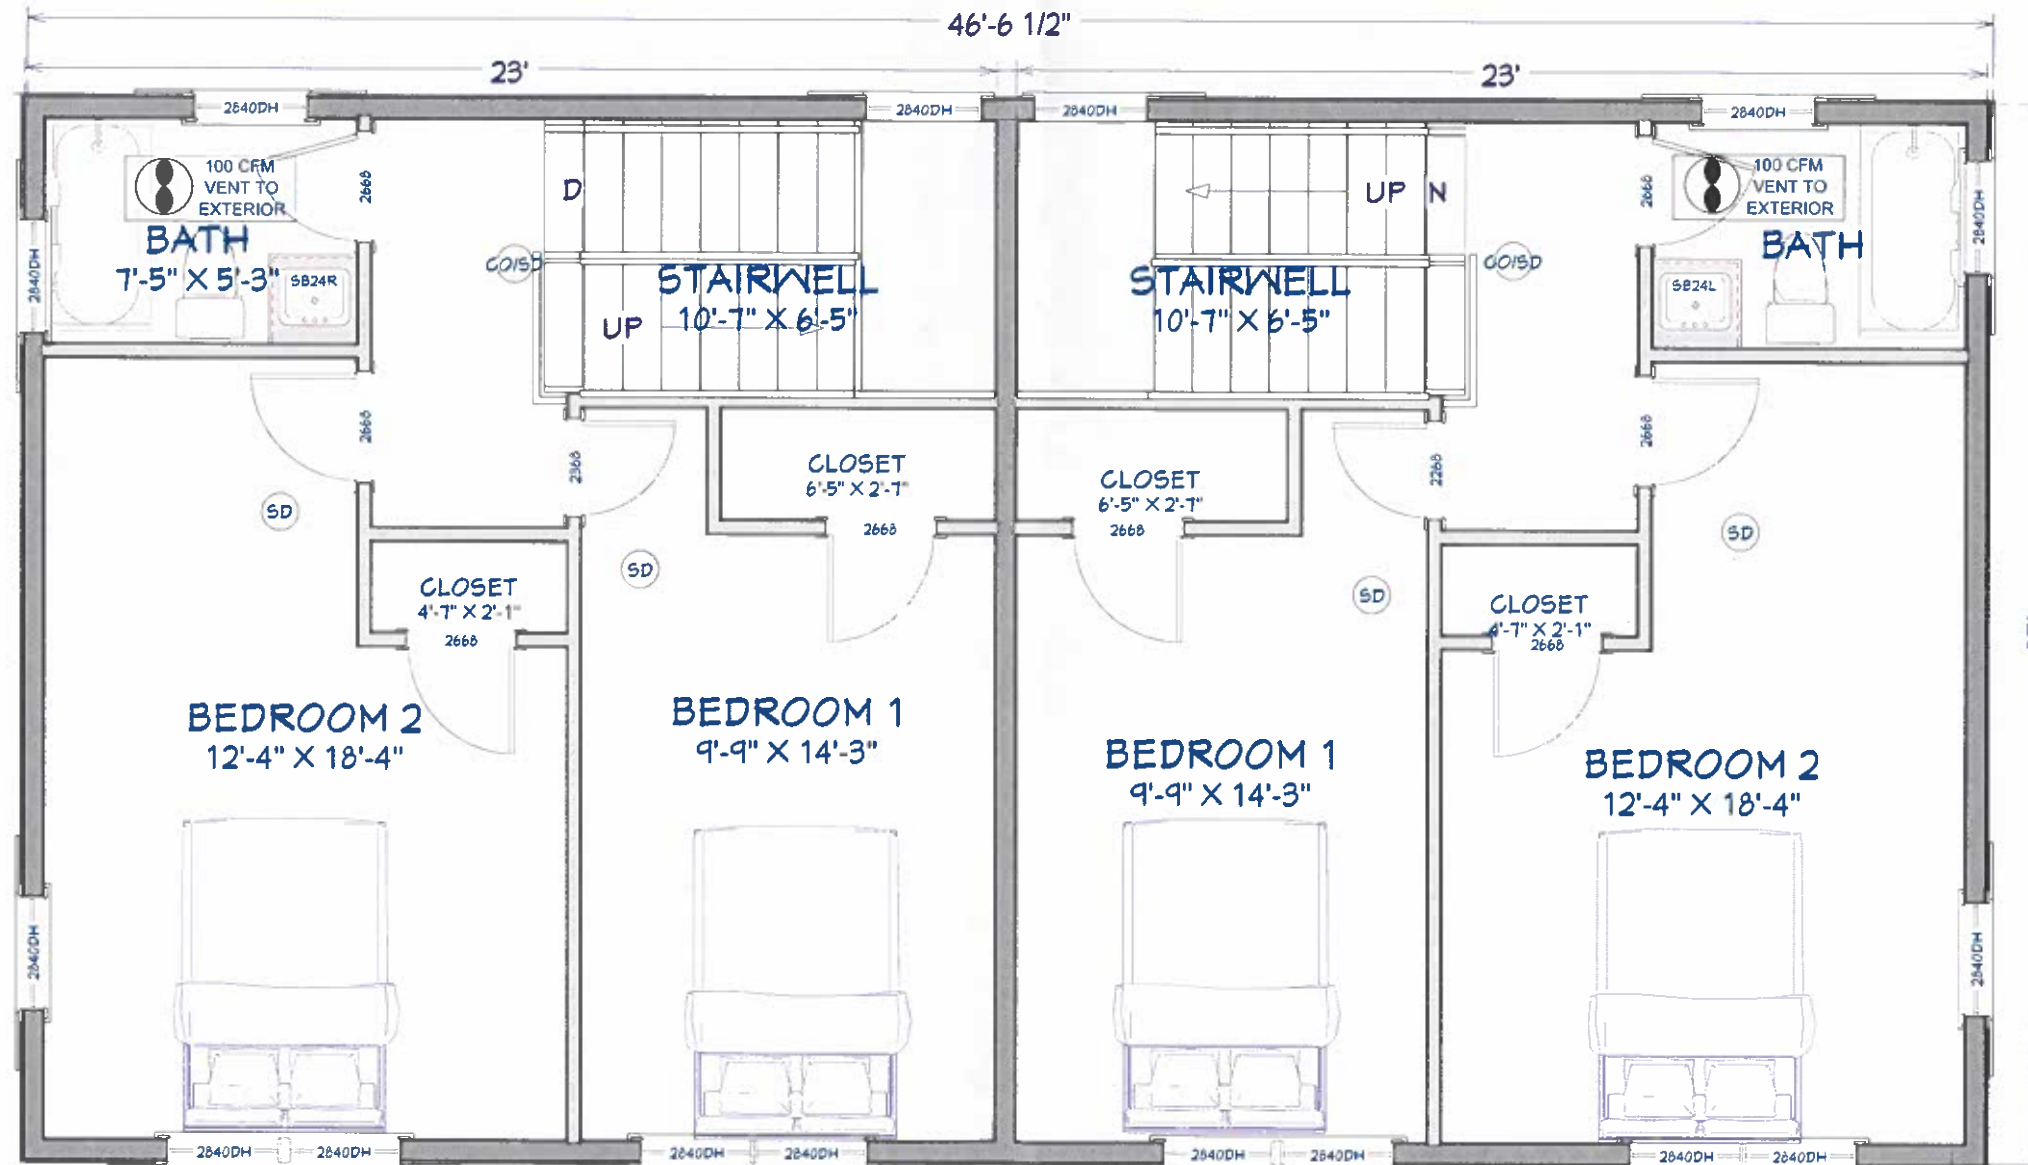 46'-6 1/2"
23'
23'
2840DH
2840DH
2840DH
2840DH
100 CFM
VENT TO
EXTERIOR
BATH
7'-5" X 5'-3"
SB24R
2668
2840DH
D
CO/SD
STAIRWELL
10'-7" X 6'-5"
UP
UP
N
STAIRWELL
10'-7" X 6'-5"
CO/SD
2668
100 CFM
VENT TO
EXTERIOR
BATH
SB24L
2840DH
2668
2368
CLOSET
6'-5" X 2'-7"
2668
CLOSET
6'-5" X 2'-7"
2668
2268
2668
SD
SD
SD
SD
CLOSET
4'-7" X 2'-1"
2668
CLOSET
4'-7" X 2'-1"
2668
BEDROOM 2
12'-4" X 18'-4"
BEDROOM 1
9'-9" X 14'-3"
BEDROOM 1
9'-9" X 14'-3"
BEDROOM 2
12'-4" X 18'-4"
2840DH
2840DH
2840DH
2840DH
2840DH
2840DH
2840DH
2840DH
2840DH
2840DH